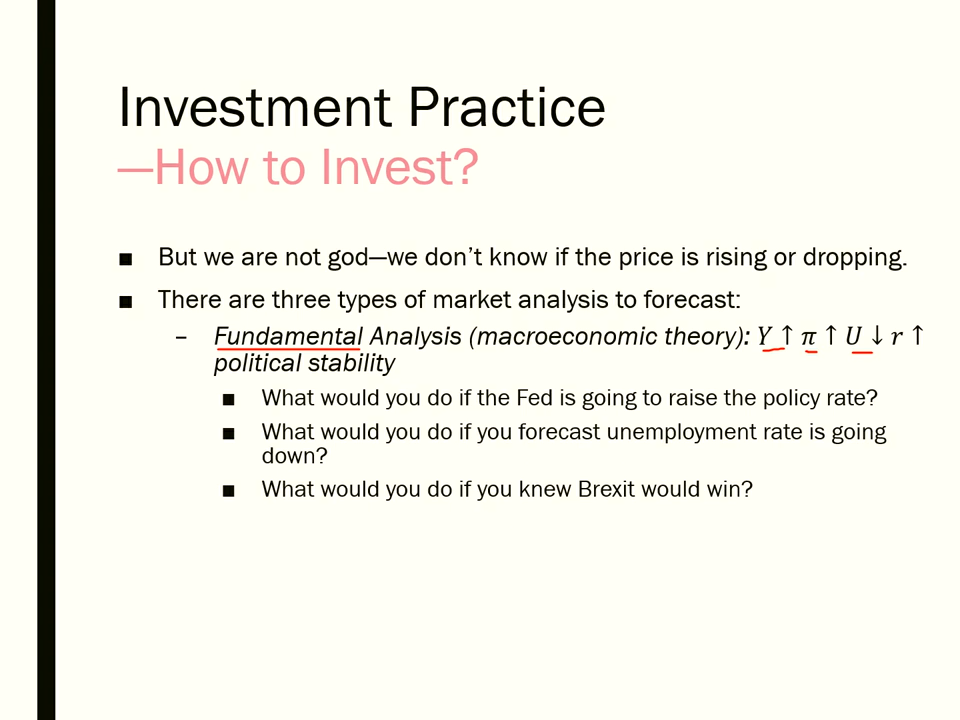 Investment Practice
—How to Invest?
■ But we are not god—we don't know if the price is rising or dropping.
■ There are three types of market analysis to forecast:
– Fundamental Analysis (macroeconomic theory): Y ↑ π ↑ U ↓ r ↑
political stability
■ What would you do if the Fed is going to raise the policy rate?
■ What would you do if you forecast unemployment rate is going
down?
■ What would you do if you knew Brexit would win?